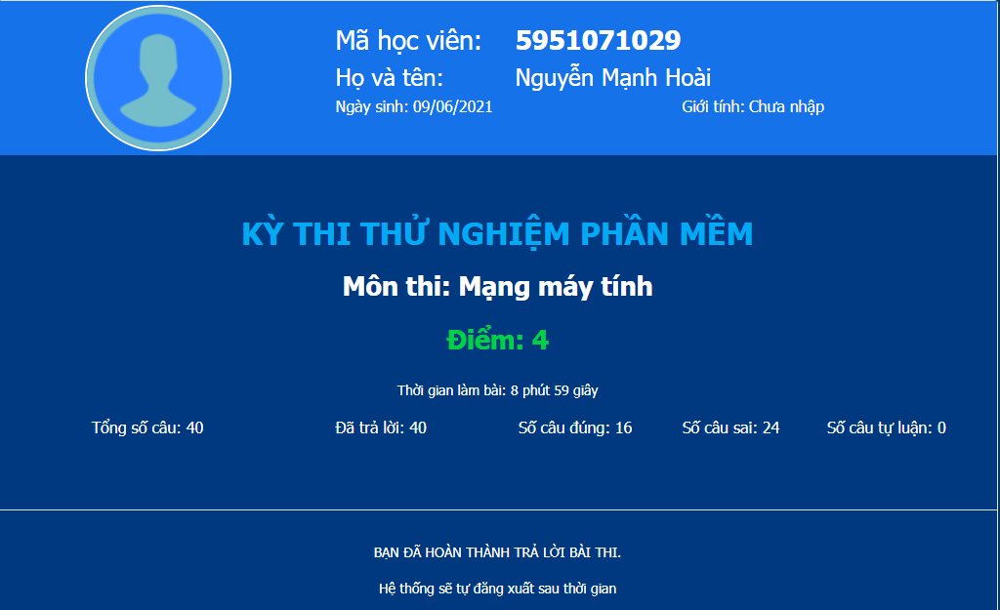 Mã học viên: 5951071029
Họ và tên: Nguyễn Mạnh Hoài
Ngày sinh: 09/06/2021 Giới tính: Chưa nhập
KỲ THI THỬ NGHIỆM PHẦN MỀM
Môn thi: Mạng máy tính
Điểm: 4
Thời gian làm bài: 8 phút 59 giây
Tổng số câu: 40 Đã trả lời: 40 Số câu đúng: 16 Số câu sai: 24 Số câu tự luận: 0
BẠN ĐÃ HOÀN THÀNH TRẢ LỜI BÀI THI.
Hệ thống sẽ tự đăng xuất sau thời gian